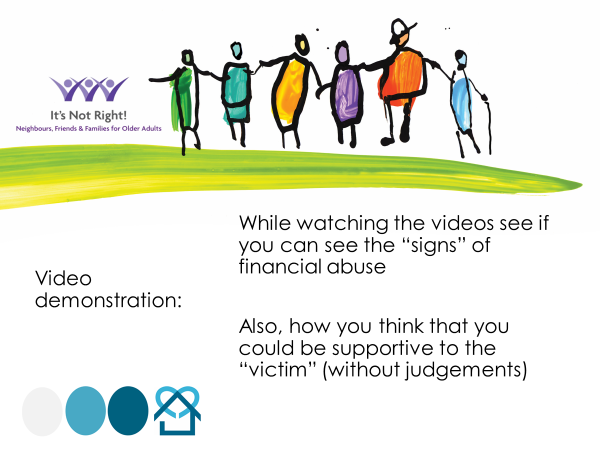 It's Not Right!
Neighbours, Friends & Families for Older Adults
While watching the videos see if
you can see the “signs” of
financial abuse
Video
demonstration:
Also, how you think that you
could be supportive to the
“victim” (without judgements)